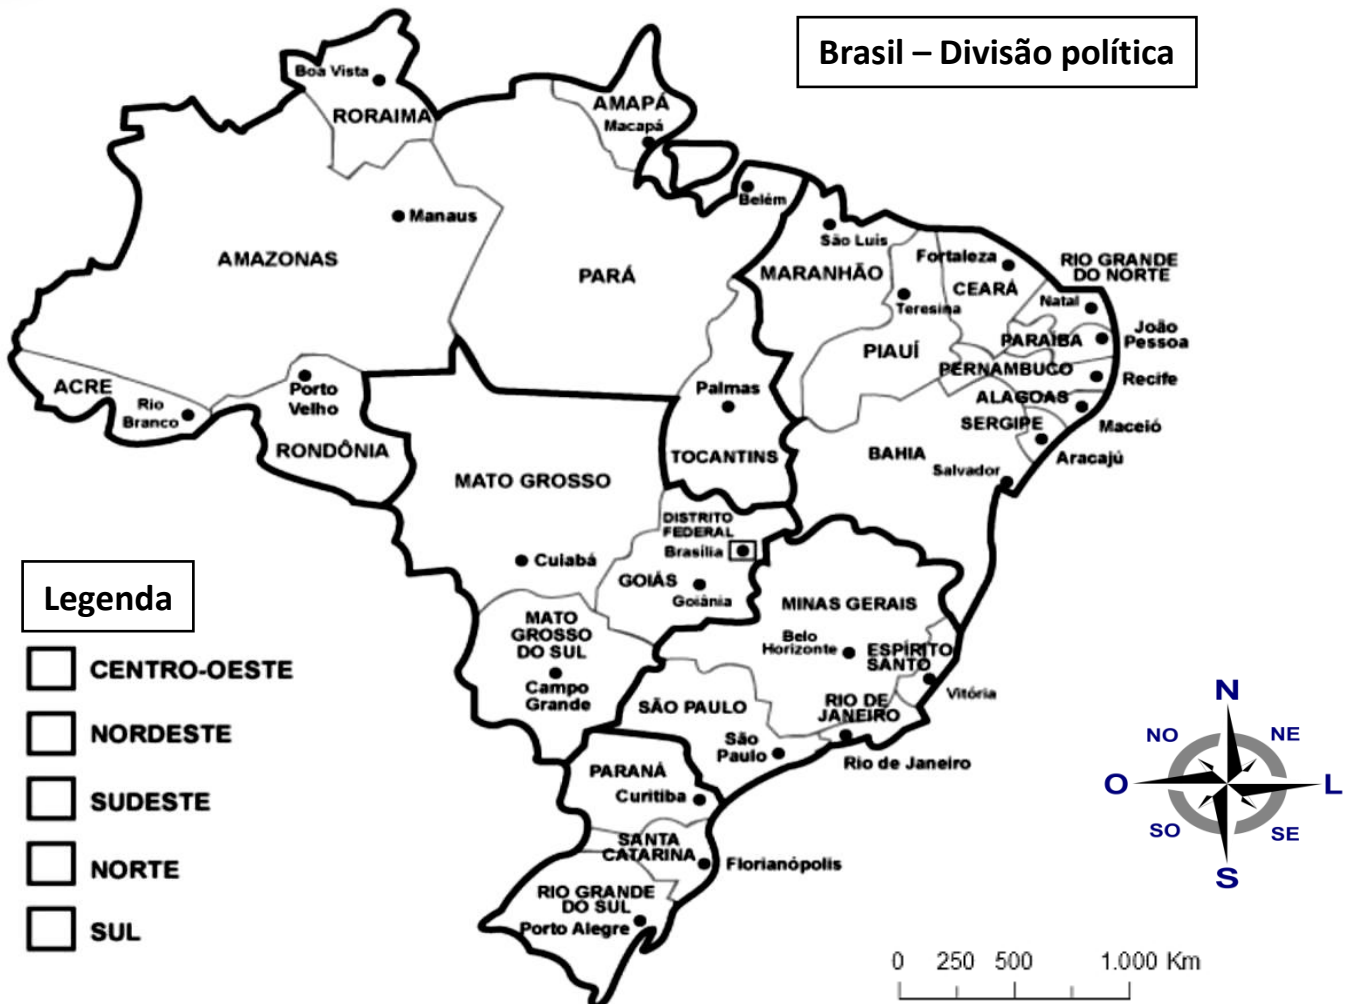 Brasil – Divisão política
Boa Vista
RORAIMA
AMAPÁ
Macapá
Belém
Manaus
AMAZONAS
PARÁ
São Luis
MARANHÃO
Fortaleza
CEARÁ
RIO GRANDE
DO NORTE
Natal
Teresina
João
Pessoa
PARAÍBA
PIAUÍ
PERNAMBUCO
Recife
ACRE
Rio
Branco
Porto
Velho
RONDÔNIA
Palmas
TOCANTINS
ALAGOAS
Maceió
SERGIPE
Aracajú
BAHIA
Salvador
MATO GROSSO
Cuiabá
DISTRITO
FEDERAL
Brasília
GOIÁS
Goiânia
MINAS GERAIS
Belo
Horizonte
ESPÍRITO
SANTO
Vitória
MATO
GROSSO
DO SUL
Campo
Grande
SÃO PAULO
São
Paulo
RIO DE
JANEIRO
Rio de Janeiro
PARANÁ
Curitiba
SANTA
CATARINA
Florianópolis
RIO GRANDE
DO SUL
Porto Alegre
Legenda
CENTRO-OESTE
NORDESTE
SUDESTE
NORTE
SUL
N
NO
NE
O
L
SO
SE
S
0 250 500 1.000 Km